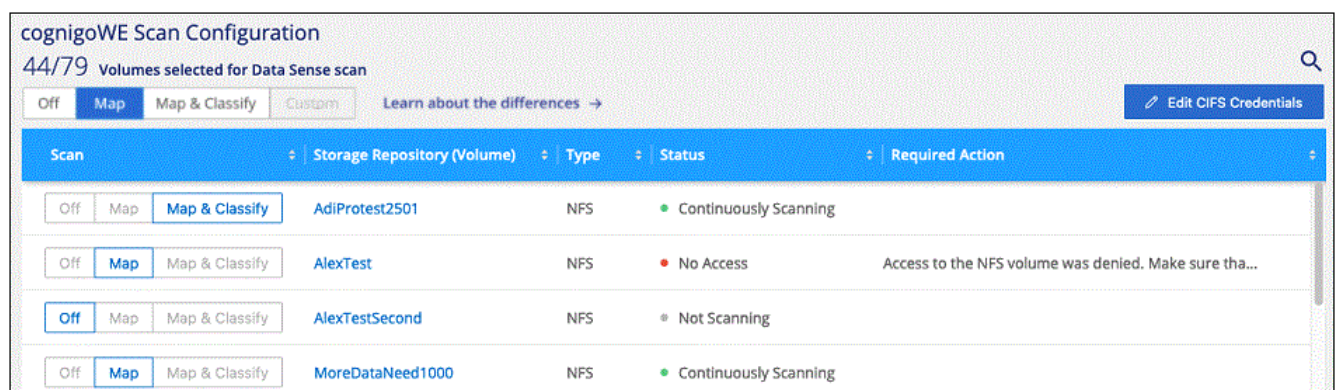 cognigoWE Scan Configuration
44/79 Volumes selected for Data Sense scan
Off Map Map & Classify Custom Learn about the differences → Edit CIFS Credentials
Scan Storage Repository (Volume) Type Status Required Action
Off Map Map & Classify AdiProtest2501 NFS Continuously Scanning
Off Map Map & Classify AlexTest NFS No Access Access to the NFS volume was denied. Make sure tha...
Off Map Map & Classify AlexTestSecond NFS Not Scanning
Off Map Map & Classify MoreDataNeed1000 NFS Continuously Scanning